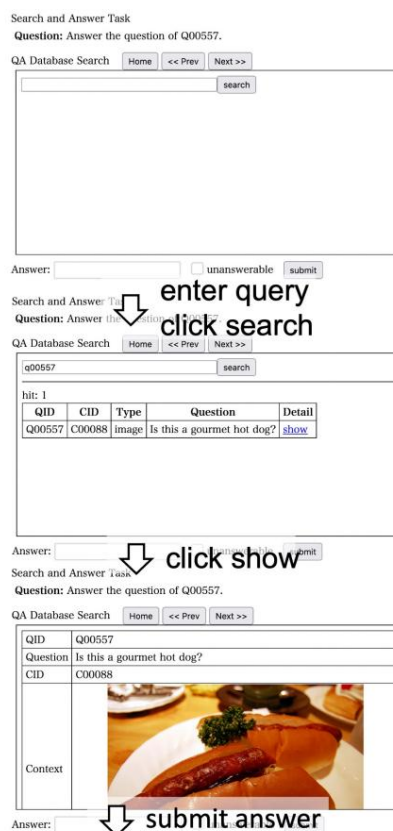 Search and Answer Task
Question: Answer the question of Q00557.
QA Database Search Home << Prev Next >>
search
Answer: unanswerable submit
enter query
click search
Search and Answer
Question: Answer the question of Q00557.
QA Database Search Home << Prev Next >>
q00557 search
hit: 1
QID CID Type Question Detail
Q00557 C00088 image Is this a gourmet hot dog? show
Answer: unanswerable submit
click show
Search and Answer Task
Question: Answer the question of Q00557.
QA Database Search Home << Prev Next >>
QID Q00557
Question Is this a gourmet hot dog?
CID C00088
Context
Answer:
submit answer